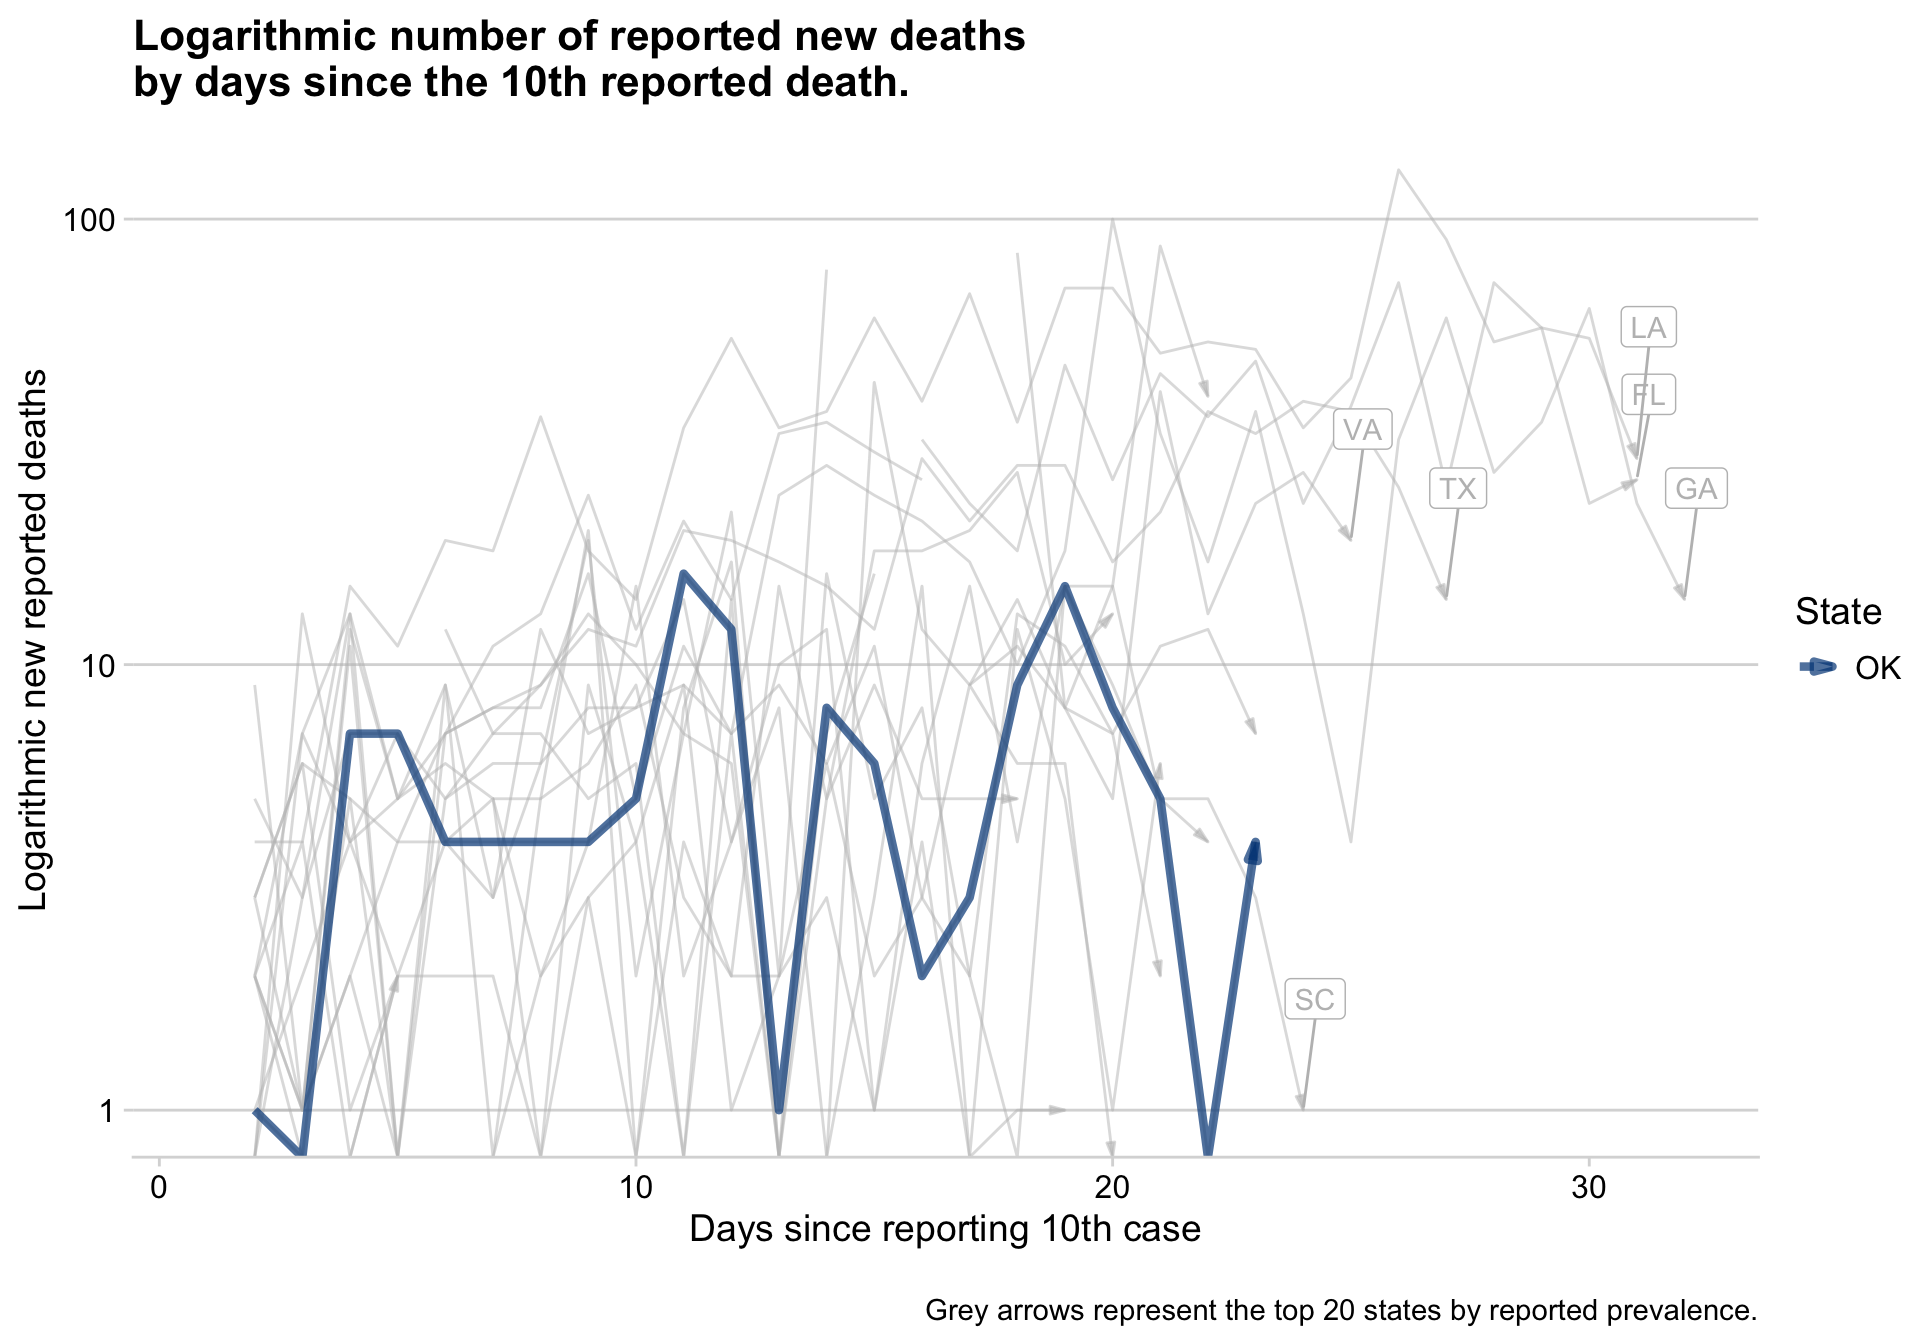 Logarithmic number of reported new deaths
by days since the 10th reported death.
Logarithmic new reported deaths
100
10
1
LA
FL
VA
TX
GA
SC
State
OK
0
10
20
30
Days since reporting 10th case
Grey arrows represent the top 20 states by reported prevalence.